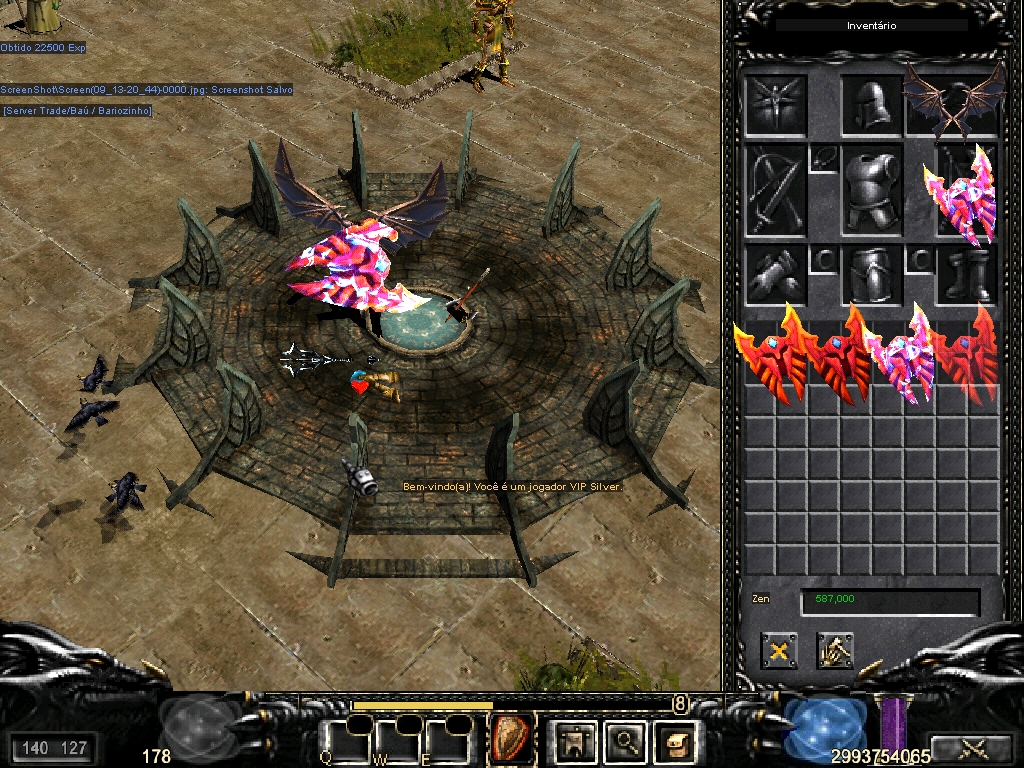 Inventário
Obtido 22500 Exp
ScreenShot\Screen(09_13-20_44)-0000.jpg: Screenshot Salvo
[Server Trade/Baú / Bariozinho]
Bem-vindo(a)! Você é um jogador VIP Silver.
Zen 587,000
8
140 127
178
Q W E
2993754065